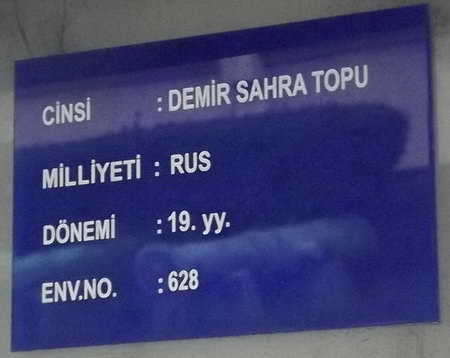 CİNSİ : DEMİR SAHRA TOPU
MİLLİYETİ : RUS
DÖNEMİ : 19. yy.
ENV.NO. : 628